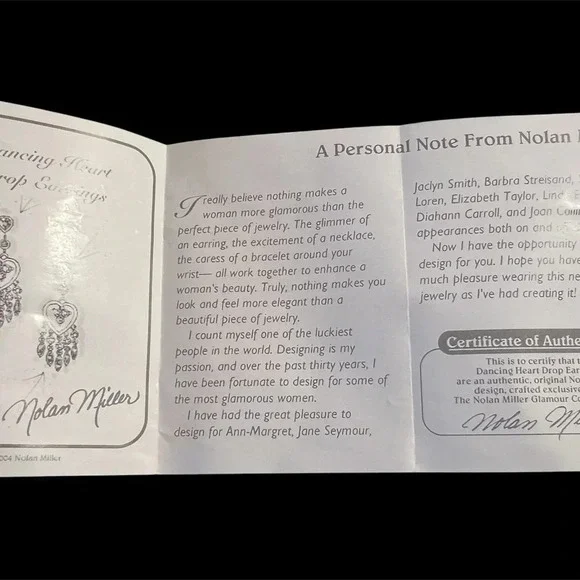 ancing Heart
rop Earrings
Nolan Miller
004 Nolan Miller
A Personal Note From Nolan
I really believe nothing makes a
woman more glamorous than the
perfect piece of jewelry. The glimmer of
an earring, the excitement of a necklace,
the caress of a bracelet around your
wrist— all work together to enhance a
woman's beauty. Truly, nothing makes you
look and feel more elegant than a
beautiful piece of jewelry.
I count myself one of the luckiest
people in the world. Designing is my
passion, and over the past thirty years, I
have been fortunate to design for some of
the most glamorous women.
I have had the great pleasure to
design for Ann-Margret, Jane Seymour,
Jaclyn Smith, Barbra Streisand,
Loren, Elizabeth Taylor,
Diahann Carroll, and Joan
appearances both on and
Now I have the opportunity
design for you. I hope you have
much pleasure wearing this
jewelry as I've had creating it!
Certificate of Authe
This is to certify that
Dancing Heart Drop Ear
are an authentic, original No
design, crafted exclusive
The Nolan Miller Glamour Co
Nolan Mi